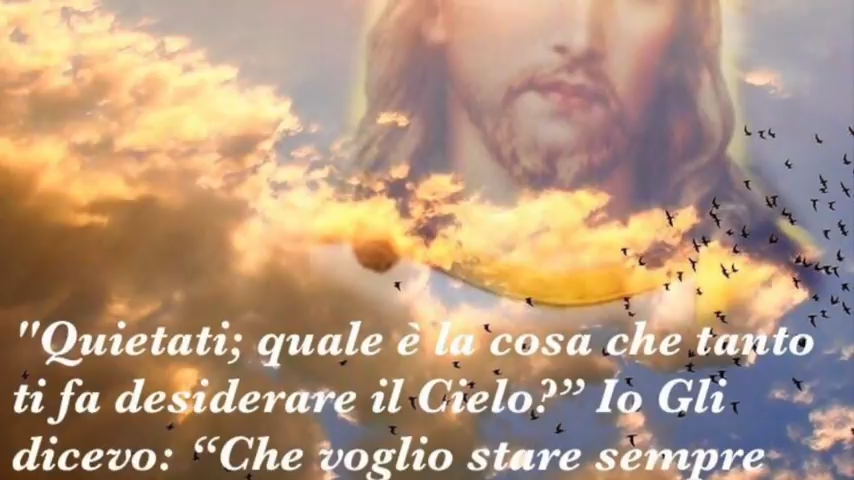 "Quietati; quale è la cosa che tanto
ti fa desiderare il Cielo?” Io Gli
dicevo: “Che voglio stare sempre